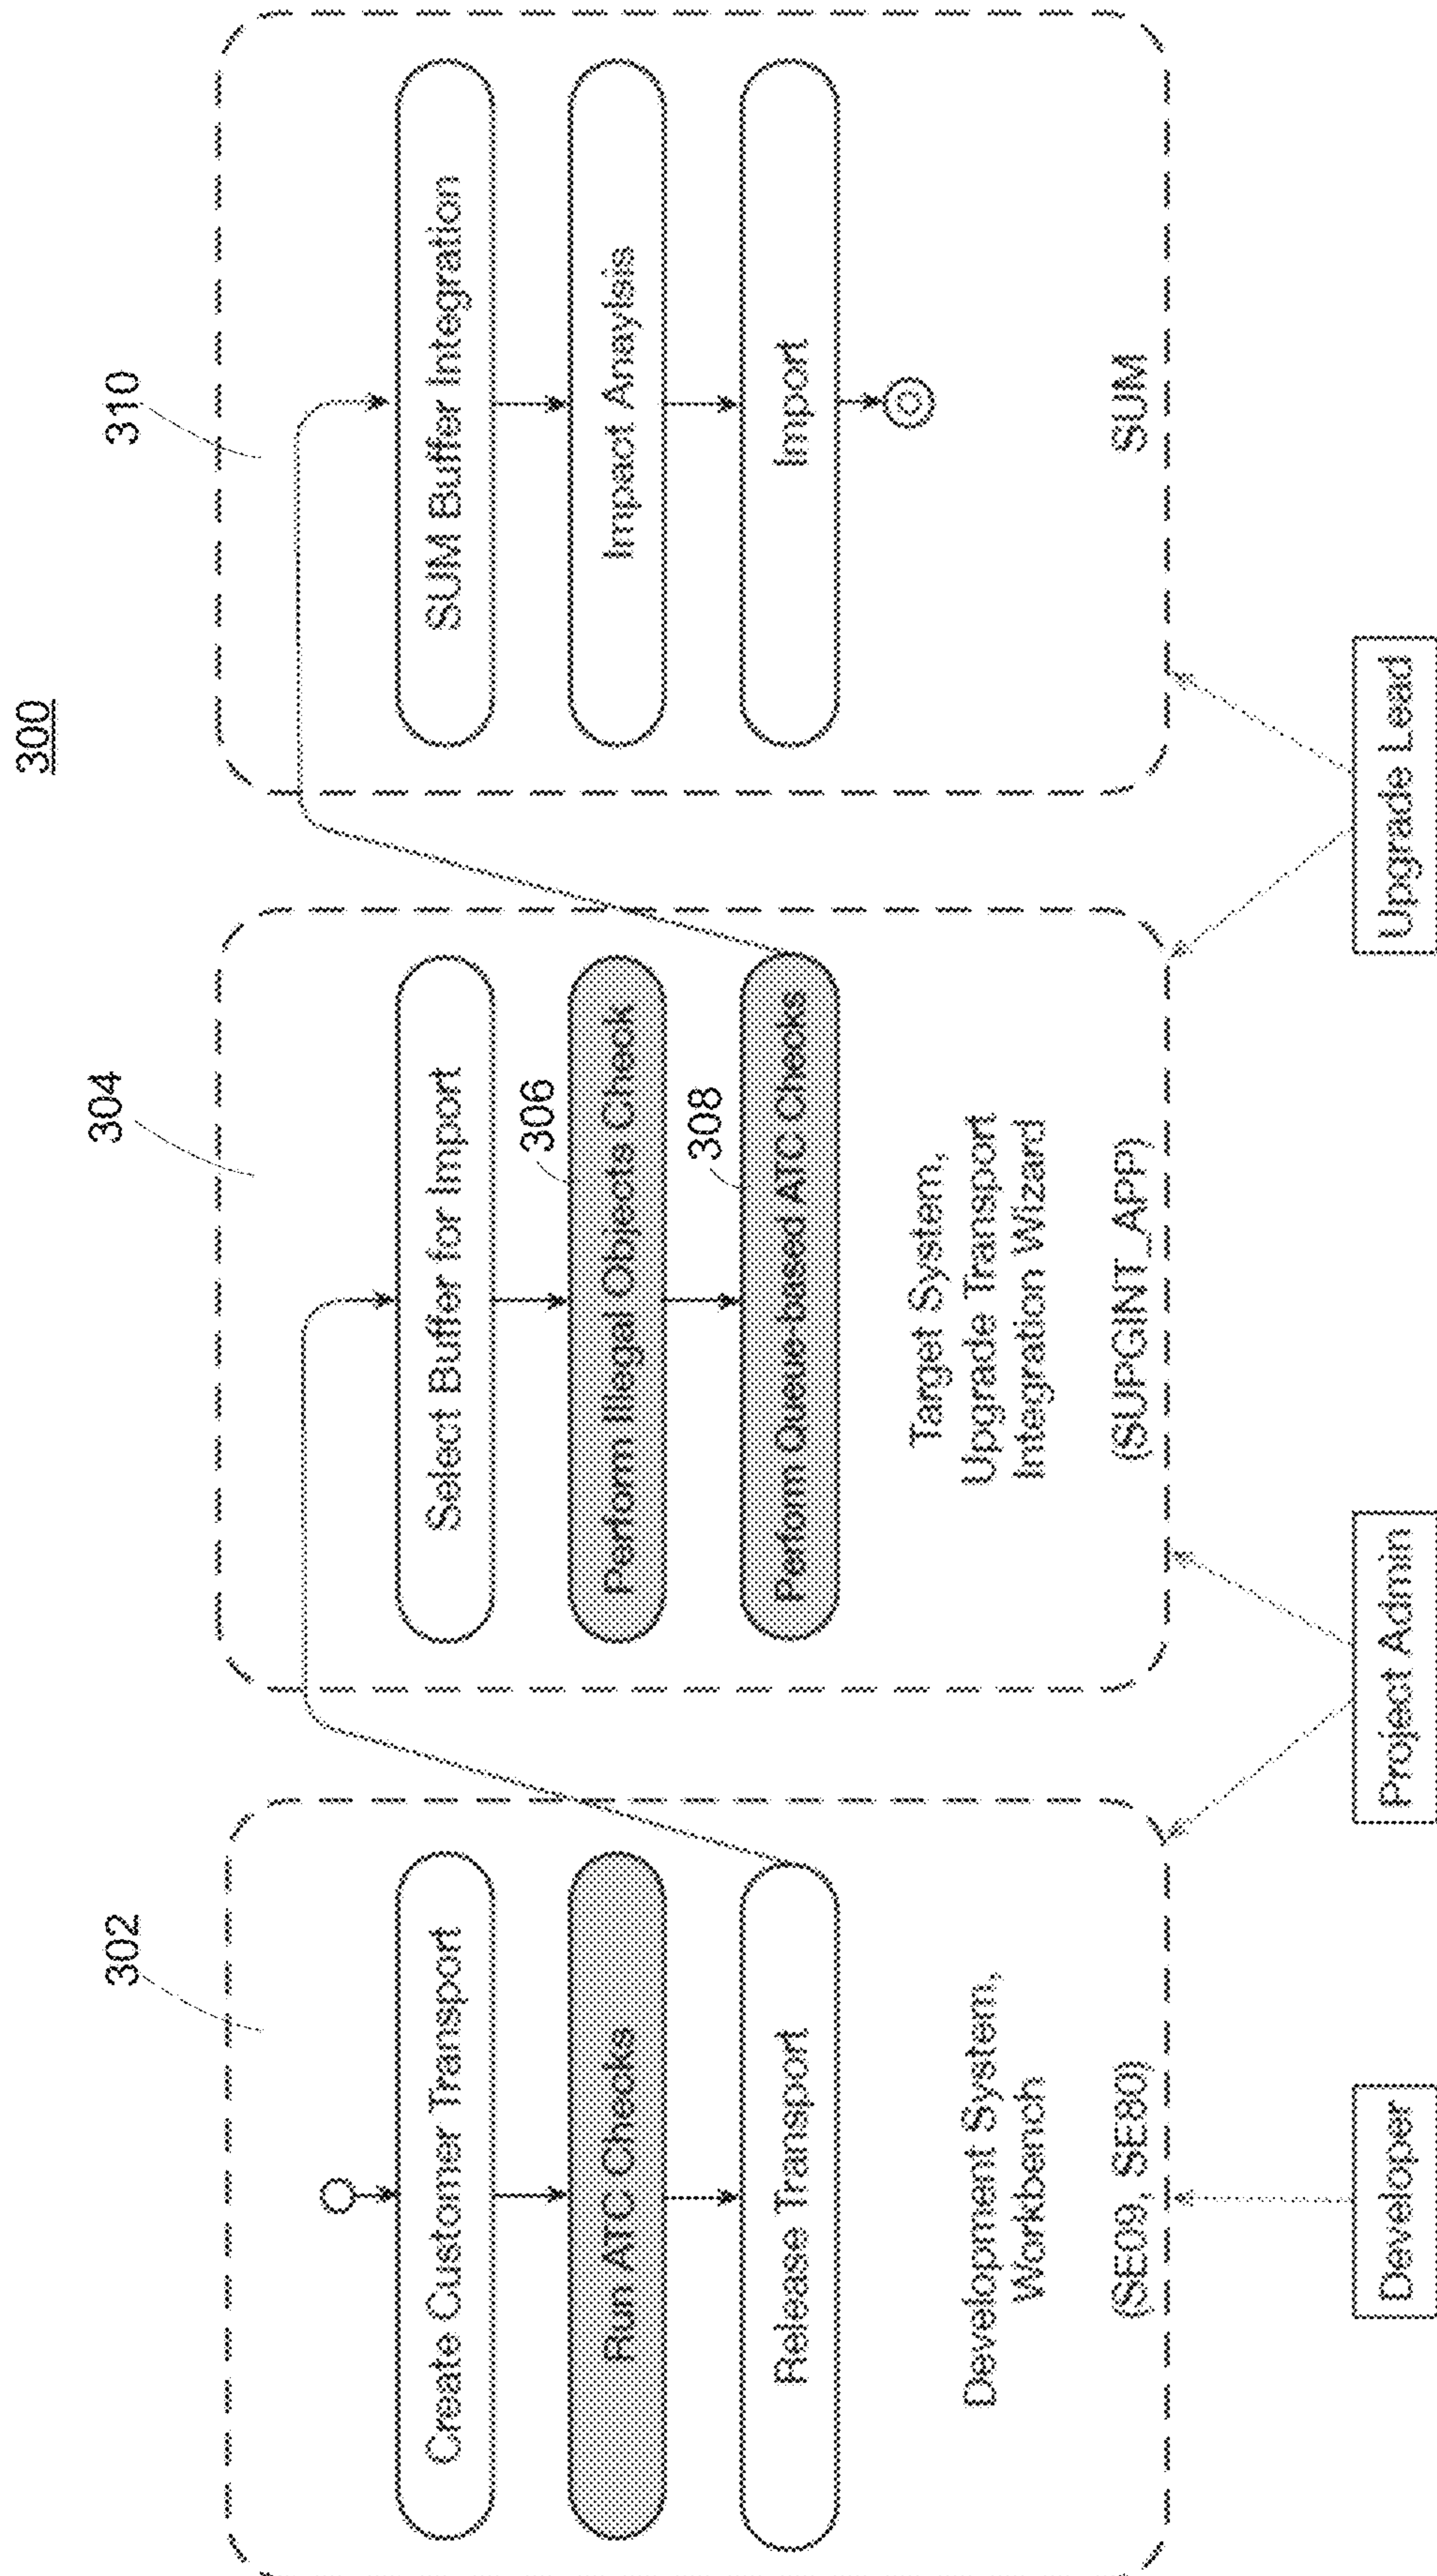 300
302
Create Customer Transport
Run ATC Checks
Release Transport
Development System,
Workbench
(SE09, SE80)
304
Select Buffer for Import
306
Perform Illegal Objects Check
308
Perform Queue-based ATC Checks
Target System,
Upgrade Transport
Integration Wizard
(SUPGINT_APP)
310
SUM Buffer Integration
Impact Anaylsis
Import
SUM
Developer
Project Admin
Upgrade Lead